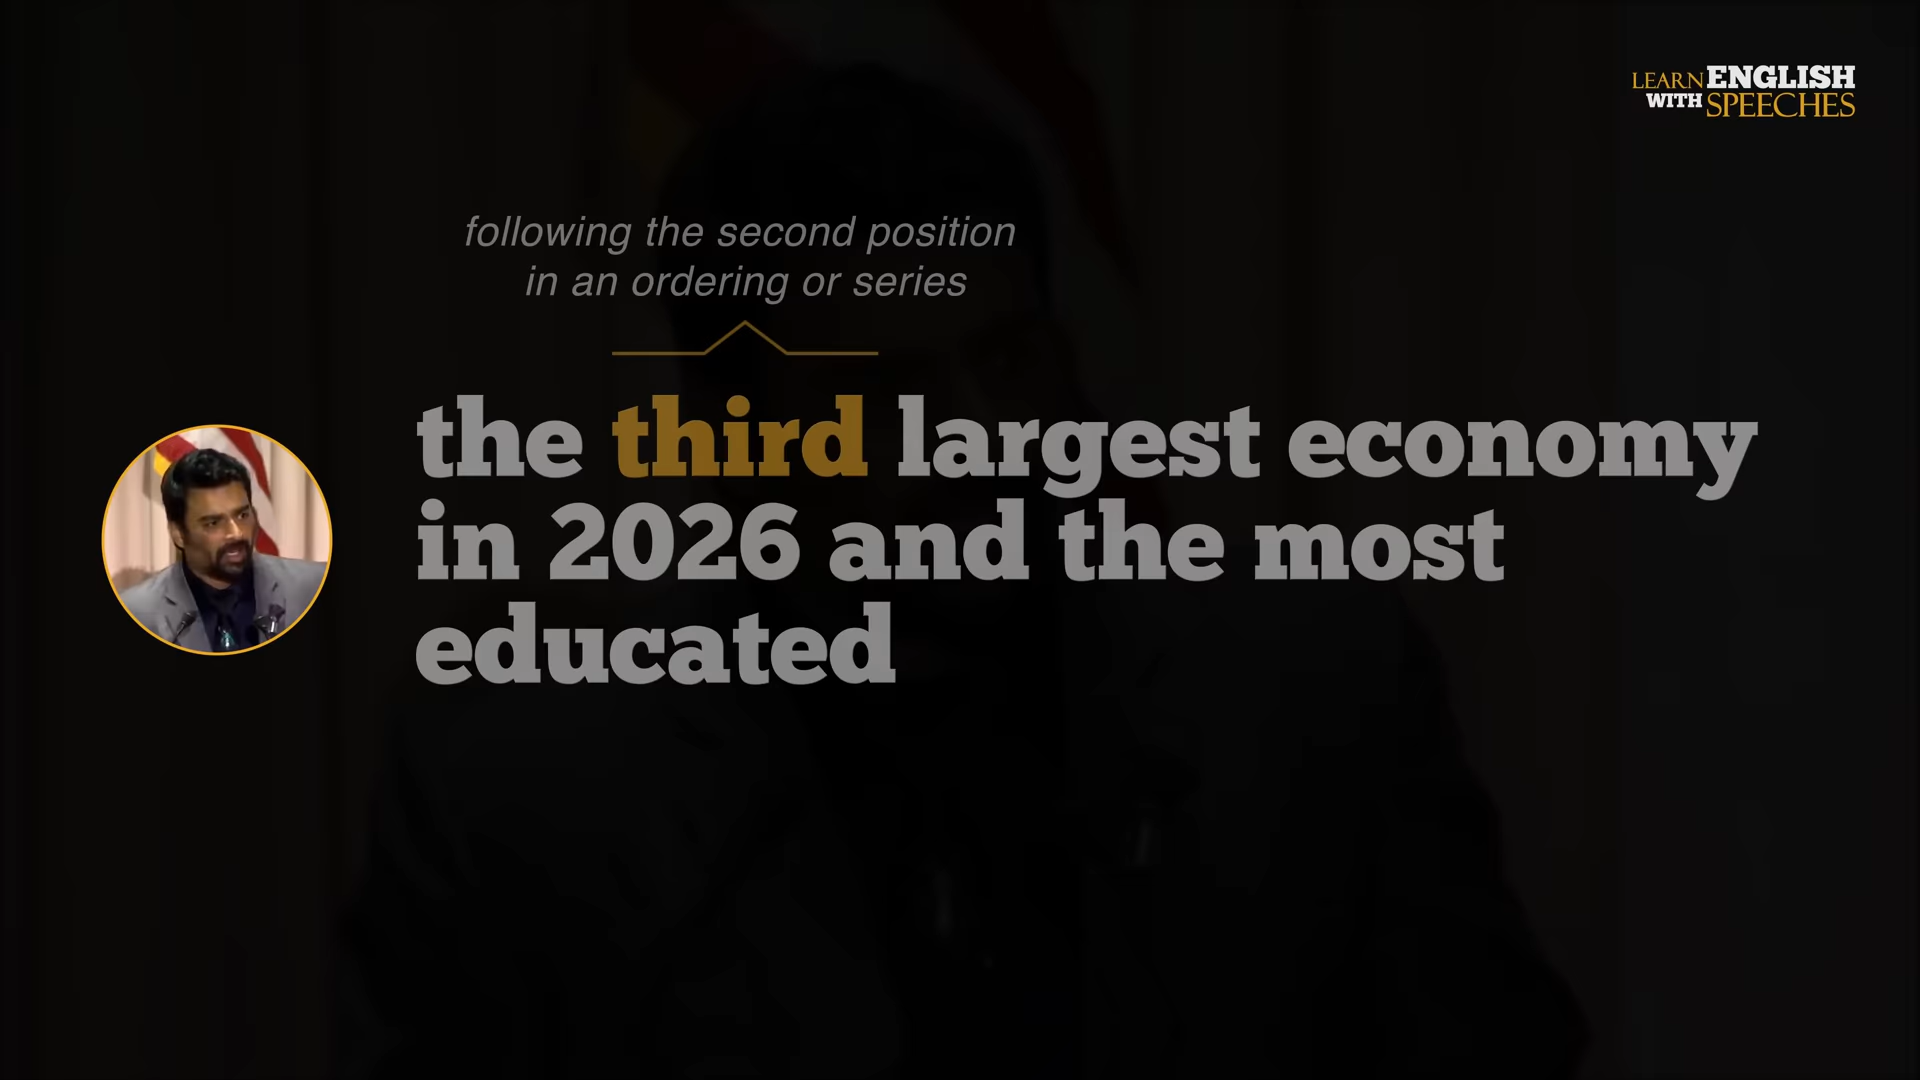 LEARN ENGLISH
WITH SPEECHES
following the second position
in an ordering or series
the third largest economy
in 2026 and the most
educated